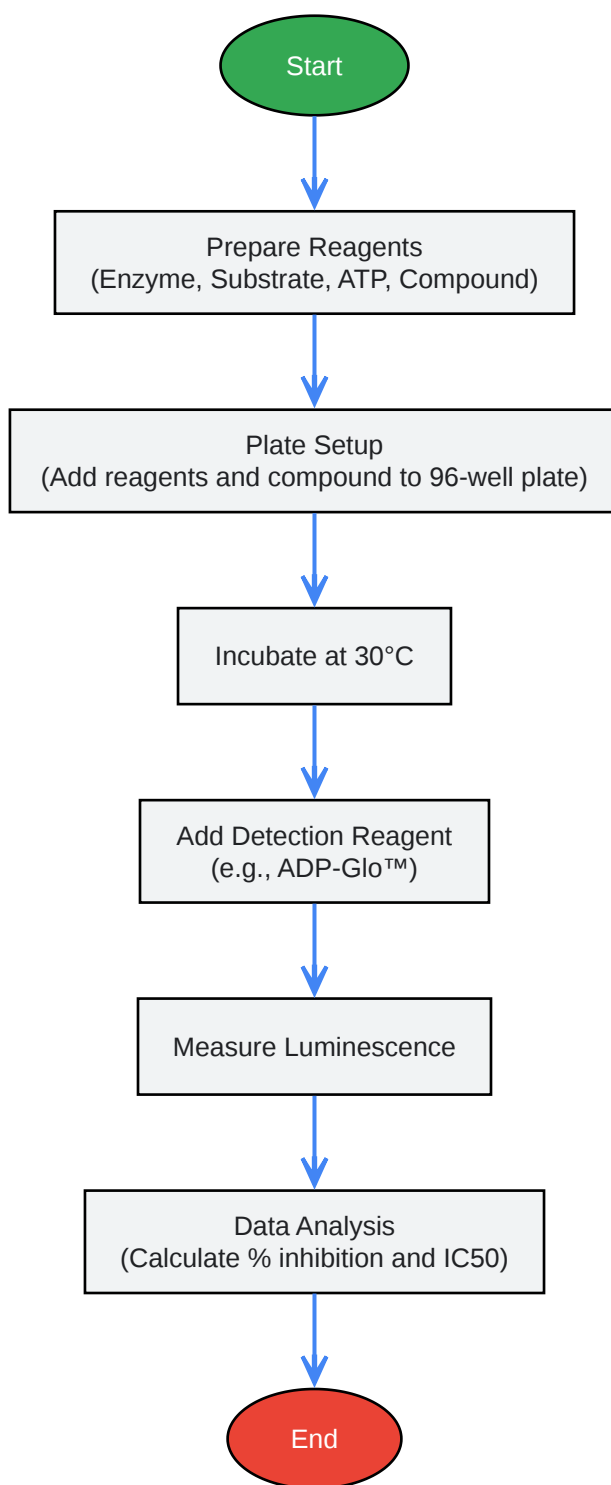 Start
Prepare Reagents
(Enzyme, Substrate, ATP, Compound)
Plate Setup
(Add reagents and compound to 96-well plate)
Incubate at 30°C
Add Detection Reagent
(e.g., ADP-Glo™)
Measure Luminescence
Data Analysis
(Calculate % inhibition and IC50)
End